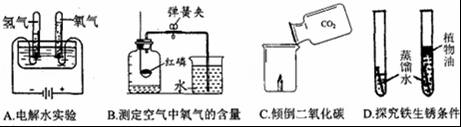 氢气 氧气
弹簧夹
红磷
水
CO₂
蒸馏水
植物油
A.电解水实验 B.测定空气中氧气的含量 C.倾倒二氧化碳 D.探究铁生锈条件